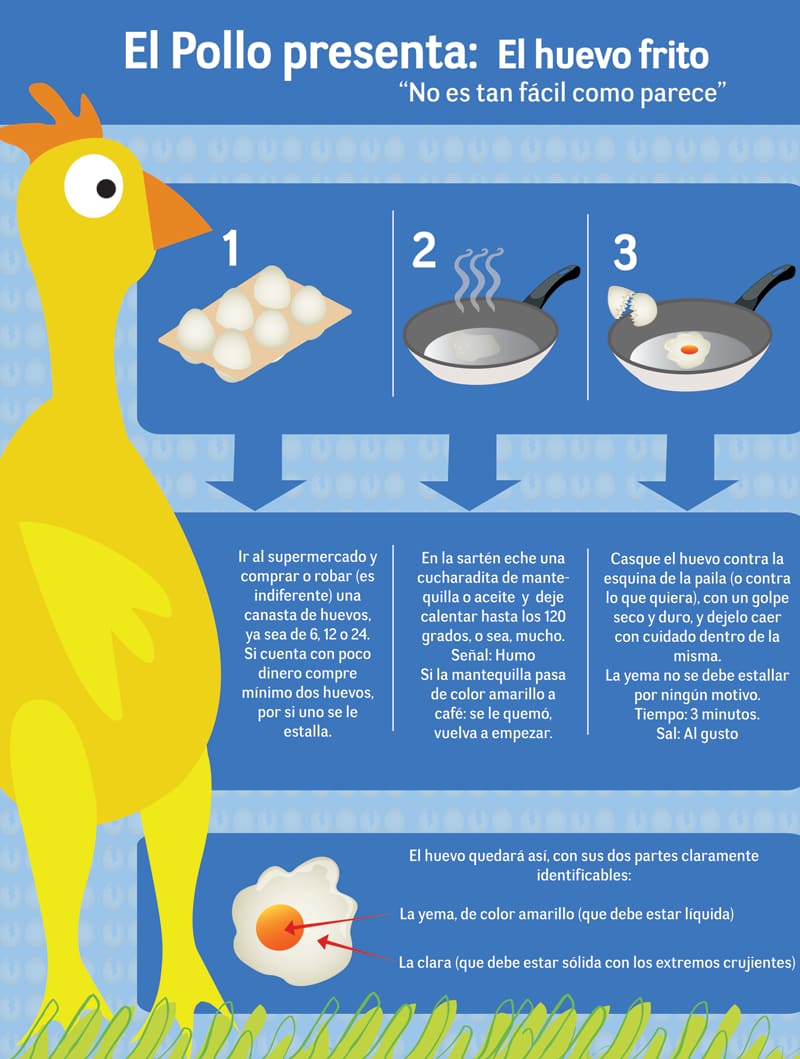 El Pollo presenta: El huevo frito
“No es tan fácil como parece”
1
2
3
Ir al supermercado y
comprar o robar (es
indiferente) una
canasta de huevos,
ya sea de 6, 12 o 24.
Si cuenta con poco
dinero compre
mínimo dos huevos,
por si uno se le
estalla.
En la sartén eche una
cucharadita de mante-
quilla o aceite y deje
calentar hasta los 120
grados, o sea, mucho.
Señal: Humo
Si la mantequilla pasa
de color amarillo a
café: se le quemó,
vuelva a empezar.
Casque el huevo contra la
esquina de la paila (o contra
lo que quiera), con un golpe
seco y duro, y dejelo caer
con cuidado dentro de la
misma.
La yema no se debe estallar
por ningún motivo.
Tiempo: 3 minutos.
Sal: Al gusto
El huevo quedará así, con sus dos partes claramente
identificables:
La yema, de color amarillo (que debe estar líquida)
La clara (que debe estar sólida con los extremos crujientes)